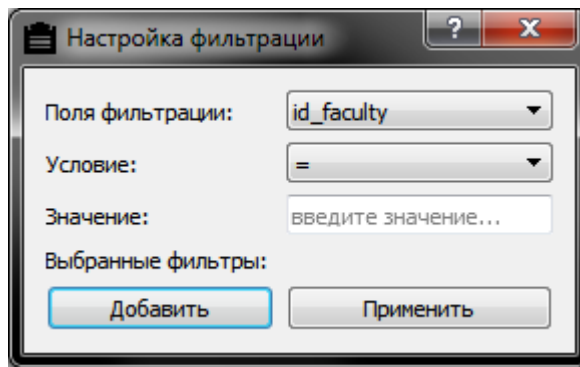 Настройка фильтрации
?
X
Поля фильтрации: id_faculty
Условие: =
Значение: введите значение...
Выбранные фильтры:
Добавить Применить